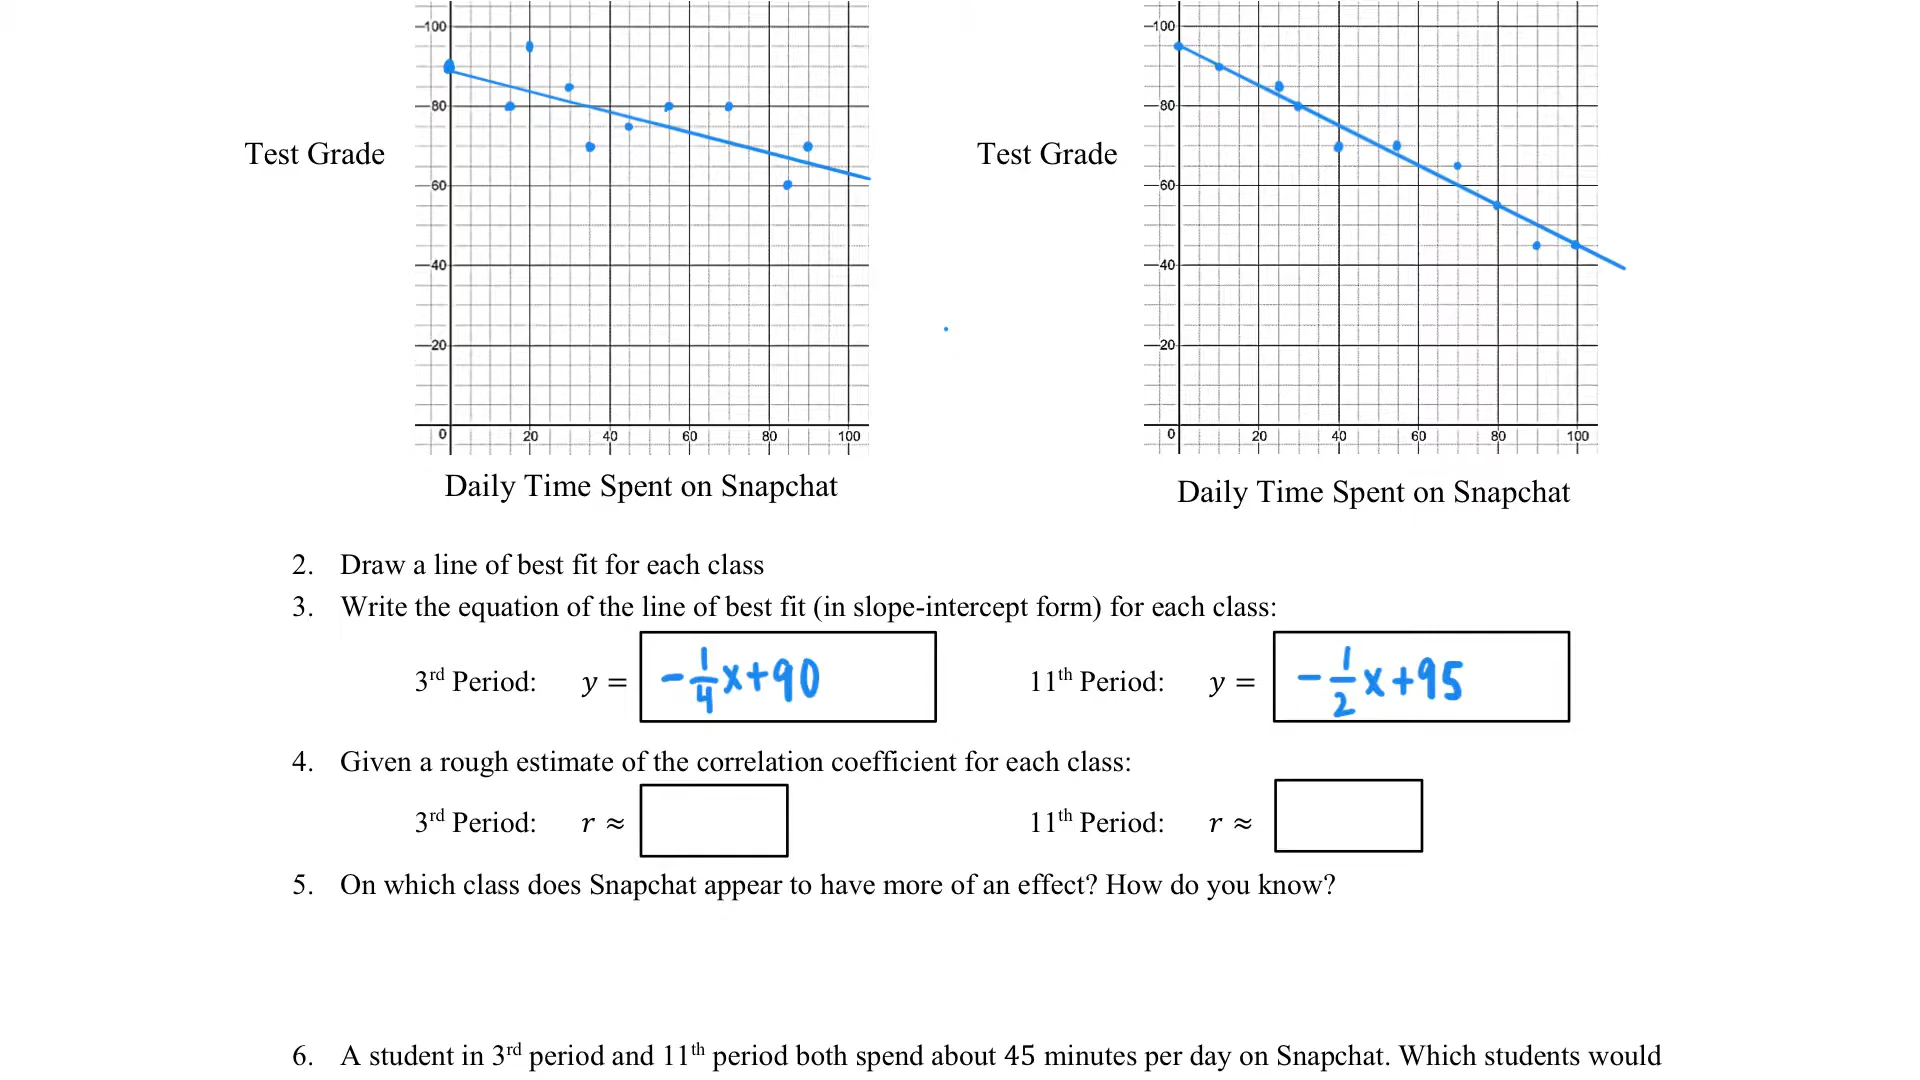 100 100
80 80
Test Grade Test Grade
60 60
40 40
20 20
0 20 40 60 80 100 0 20 40 60 80 100
Daily Time Spent on Snapchat Daily Time Spent on Snapchat
2. Draw a line of best fit for each class
3. Write the equation of the line of best fit (in slope-intercept form) for each class:
3rd Period: y = -1/4x+90 11th Period: y = -1/2x+95
4. Given a rough estimate of the correlation coefficient for each class:
3rd Period: r ≈ 11th Period: r ≈
5. On which class does Snapchat appear to have more of an effect? How do you know?
6. A student in 3rd period and 11th period both spend about 45 minutes per day on Snapchat. Which students would